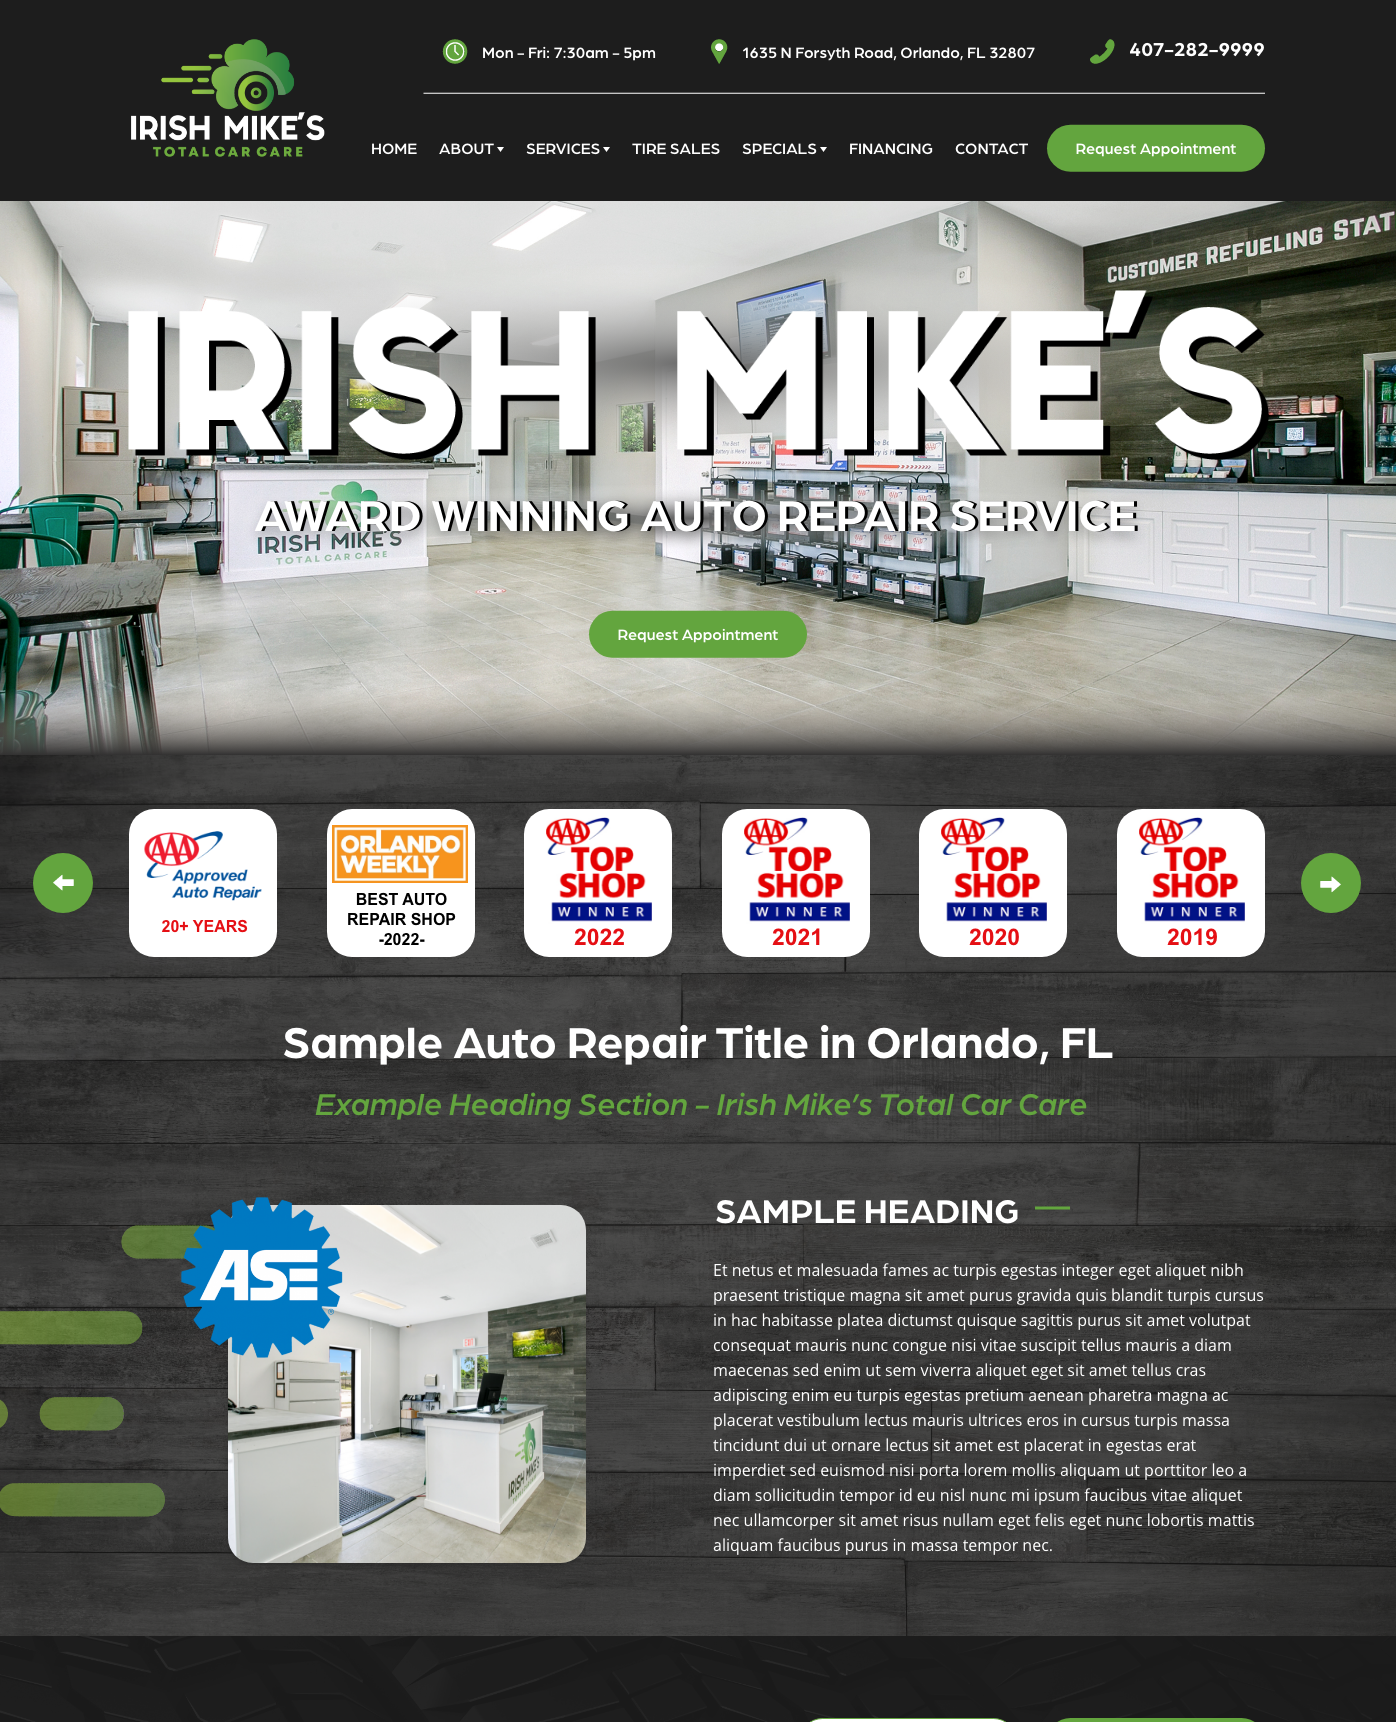 Mon - Fri: 7:30am - 5pm
1635 N Forsyth Road, Orlando, FL 32807
407-282-9999
IRISH MIKE'S
TOTAL CAR CARE
HOME
ABOUT
SERVICES
TIRE SALES
SPECIALS
FINANCING
CONTACT
Request Appointment
CUSTOMER REFUELING STAT
IRISH MIKE'S
AWARD WINNING AUTO REPAIR SERVICE
IRISH MIKE'S
TOTAL CAR CARE
Request Appointment
AAA
Approved
Auto Repair
20+ YEARS
ORLANDO
WEEKLY
BEST AUTO
REPAIR SHOP
-2022-
AAA
TOP
SHOP
WINNER
2022
AAA
TOP
SHOP
WINNER
2021
AAA
TOP
SHOP
WINNER
2020
AAA
TOP
SHOP
WINNER
2019
Sample Auto Repair Title in Orlando, FL
Example Heading Section – Irish Mike's Total Car Care
ASE
IRISH MIKE'S
SAMPLE HEADING
Et netus et malesuada fames ac turpis egestas integer eget aliquet nibh
praesent tristique magna sit amet purus gravida quis blandit turpis cursus
in hac habitasse platea dictumst quisque sagittis purus sit amet volutpat
consequat mauris nunc congue nisi vitae suscipit tellus mauris a diam
maecenas sed enim ut sem viverra aliquet eget sit amet tellus cras
adipiscing enim eu turpis egestas pretium aenean pharetra magna ac
placerat vestibulum lectus mauris ultrices eros in cursus turpis massa
tincidunt dui ut ornare lectus sit amet est placerat in egestas erat
imperdiet sed euismod nisi porta lorem mollis aliquam ut porttitor leo a
diam sollicitudin tempor id eu nisl nunc mi ipsum faucibus vitae aliquet
nec ullamcorper sit amet risus nullam eget felis eget nunc lobortis mattis
aliquam faucibus purus in massa tempor nec.